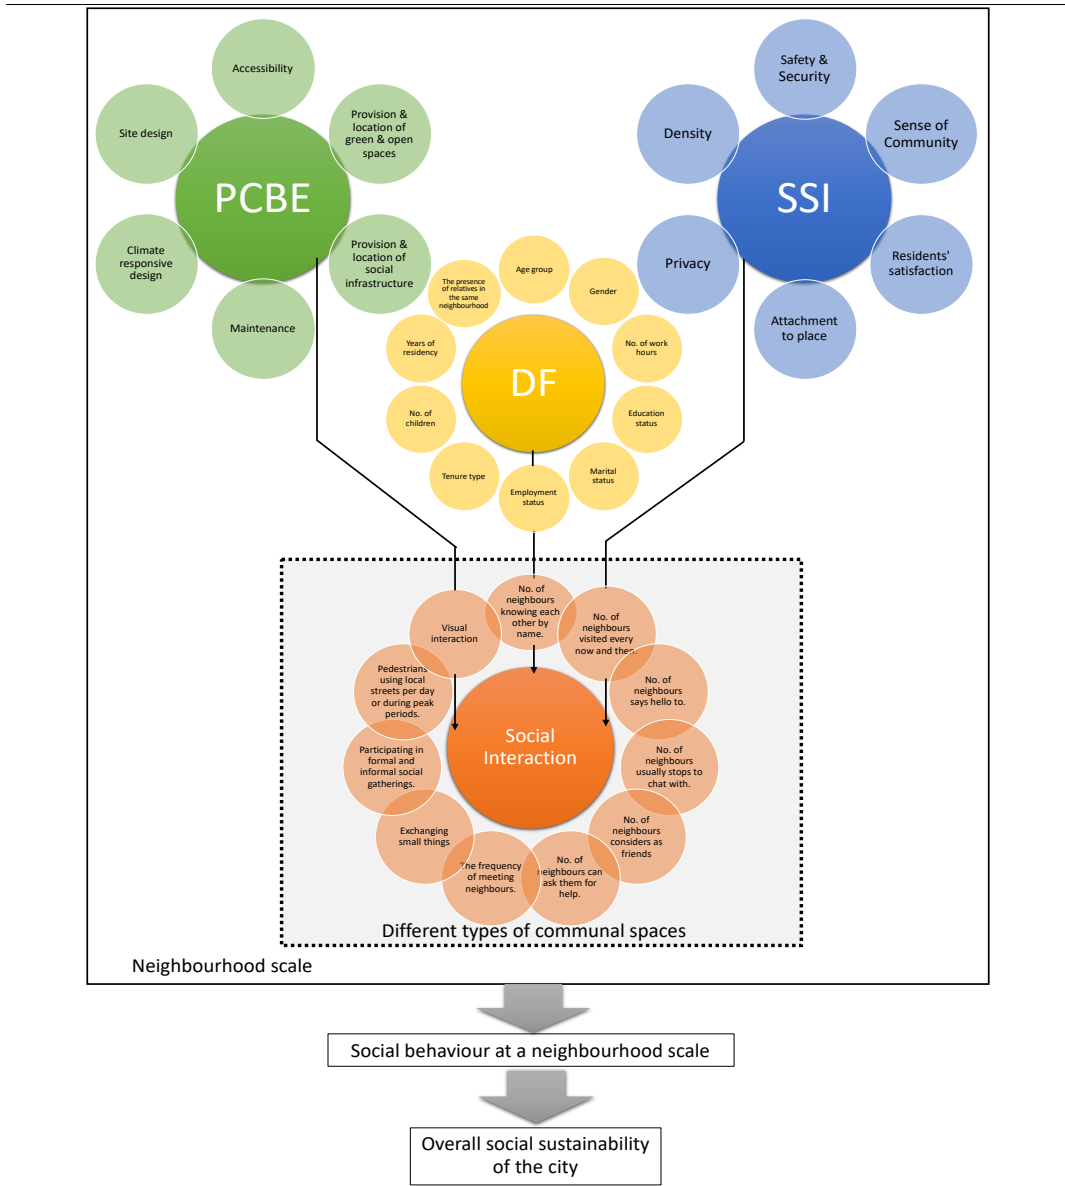 Accessibility
Site design
Provision &
location of
green & open
spaces
PCBE
Climate
responsive
design
Provision &
location of
social
infrastructure
Maintenance
Safety &
Security
Density
Sense of
Community
SSI
Privacy
Residents'
satisfaction
Attachment
to place
Age group
The presence
of relatives in
the same
neighbourhood
Gender
Years of
residency
No. of work
hours
DF
No. of
children
Education
status
Tenure type
Marital
status
Employment
status
No. of
neighbours
knowing each
other by
name.
Visual
interaction
No. of
neighbours
visited every
now and then.
Pedestrians
using local
streets per day
or during peak
periods.
No. of
neighbours
says hello to.
Social
Interaction
Participating in
formal and
informal social
gatherings.
No. of
neighbours
usually stops to
chat with.
Exchanging
small things
No. of
neighbours
considers as
friends
The frequency
of meeting
neighbours.
No. of
neighbours can
ask them for
help.
Different types of communal spaces
Neighbourhood scale
Social behaviour at a neighbourhood scale
Overall social sustainability
of the city